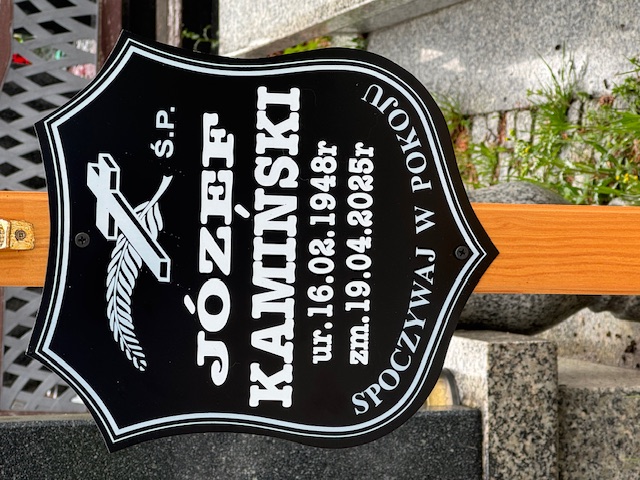 Ś.P.
JÓZEF
KAMIŃSKI
ur.16.02.1948r
zm.19.04.2025r
SPOCZYWAJ W POKOJU